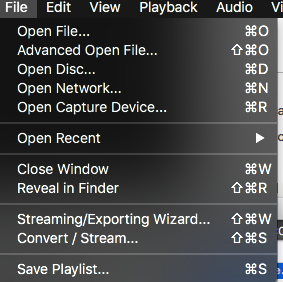 File Edit View Playback Audio
Open File... ⌘O
Advanced Open File... ⇧⌘O
Open Disc... ⌘D
Open Network... ⌘N
Open Capture Device... ⌘R
Open Recent ▶
Close Window ⌘W
Reveal in Finder ⇧⌘R
Streaming/Exporting Wizard... ⇧⌘W
Convert / Stream... ⇧⌘S
Save Playlist... ⌘S